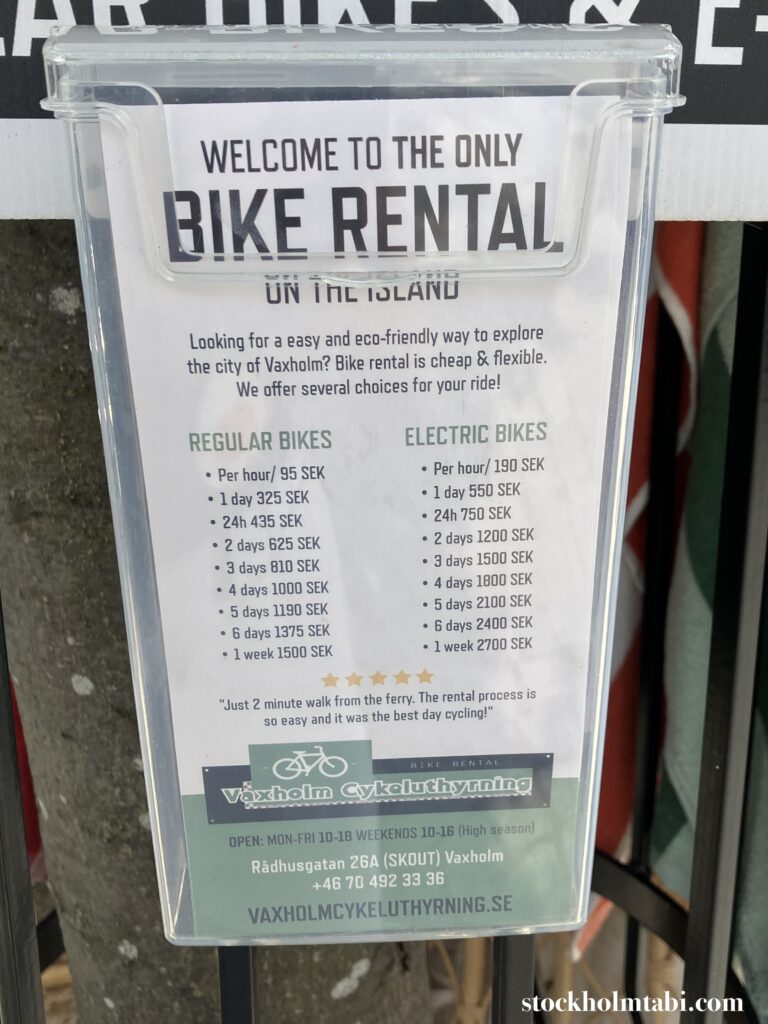 WELCOME TO THE ONLY
BIKE RENTAL
ON THE ISLAND
Looking for a easy and eco-friendly way to explore
the city of Vaxholm? Bike rental is cheap & flexible.
We offer several choices for your ride!
REGULAR BIKES
• Per hour/ 95 SEK
• 1 day 325 SEK
• 24h 435 SEK
• 2 days 625 SEK
• 3 days 810 SEK
• 4 days 1000 SEK
• 5 days 1190 SEK
• 6 days 1375 SEK
• 1 week 1500 SEK
ELECTRIC BIKES
• Per hour/ 190 SEK
• 1 day 550 SEK
• 24h 750 SEK
• 2 days 1200 SEK
• 3 days 1500 SEK
• 4 days 1800 SEK
• 5 days 2100 SEK
• 6 days 2400 SEK
• 1 week 2700 SEK
"Just 2 minute walk from the ferry. The rental process is
so easy and it was the best day cycling!"
BIKE RENTAL
Vaxholm Cykeluthyrning
OPEN: MON-FRI 10-18 WEEKENDS 10-16 (High season)
Rådhusgatan 26A (SKOUT) Vaxholm
+46 70 492 33 36
VAXHOLMCYKELUTHYRNING.SE
stockholmtabi.com